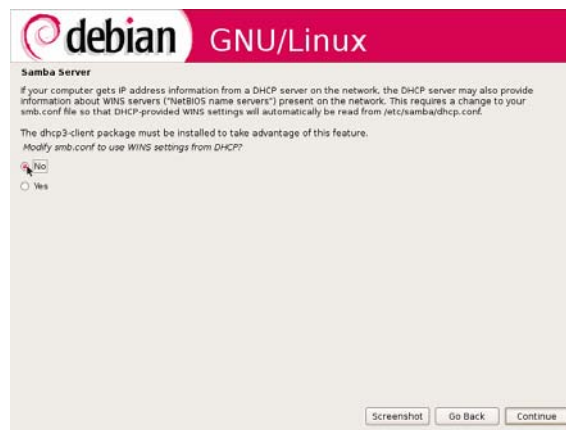 debian GNU/Linux
Samba Server
If your computer gets IP address information from a DHCP server on the network, the DHCP server may also provide
information about WINS servers ("NetBIOS name servers") present on the network. This requires a change to your
smb.conf file so that DHCP-provided WINS settings will automatically be read from /etc/samba/dhcp.conf.
The dhcp3-client package must be installed to take advantage of this feature.
Modify smb.conf to use WINS settings from DHCP?
No
Yes
Screenshot Go Back Continue